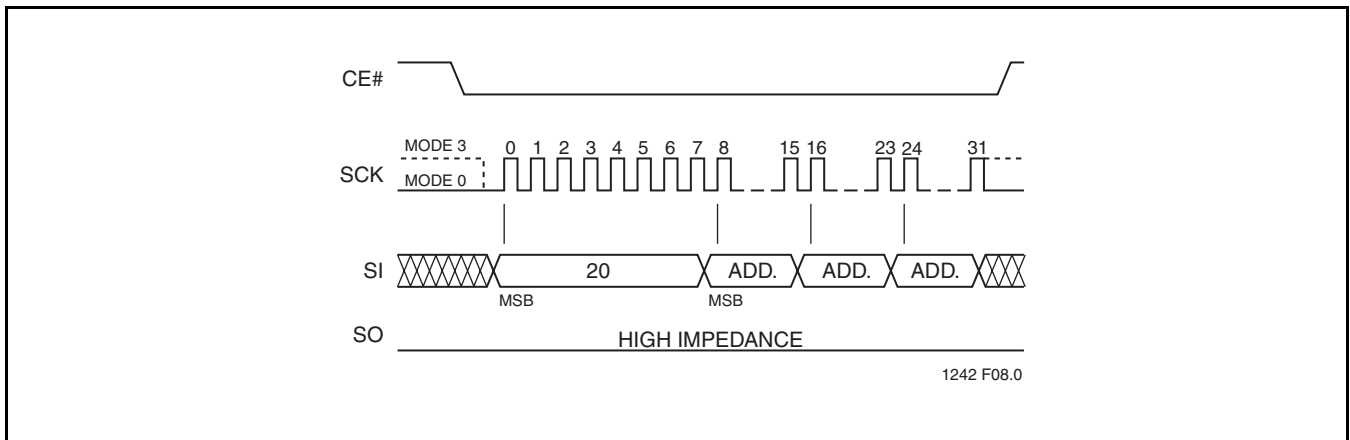 CE#
MODE 3
0 1 2 3 4 5 6 7 8 15 16 23 24 31
SCK
MODE 0
SI
20 ADD. ADD. ADD.
MSB MSB
SO
HIGH IMPEDANCE
1242 F08.0